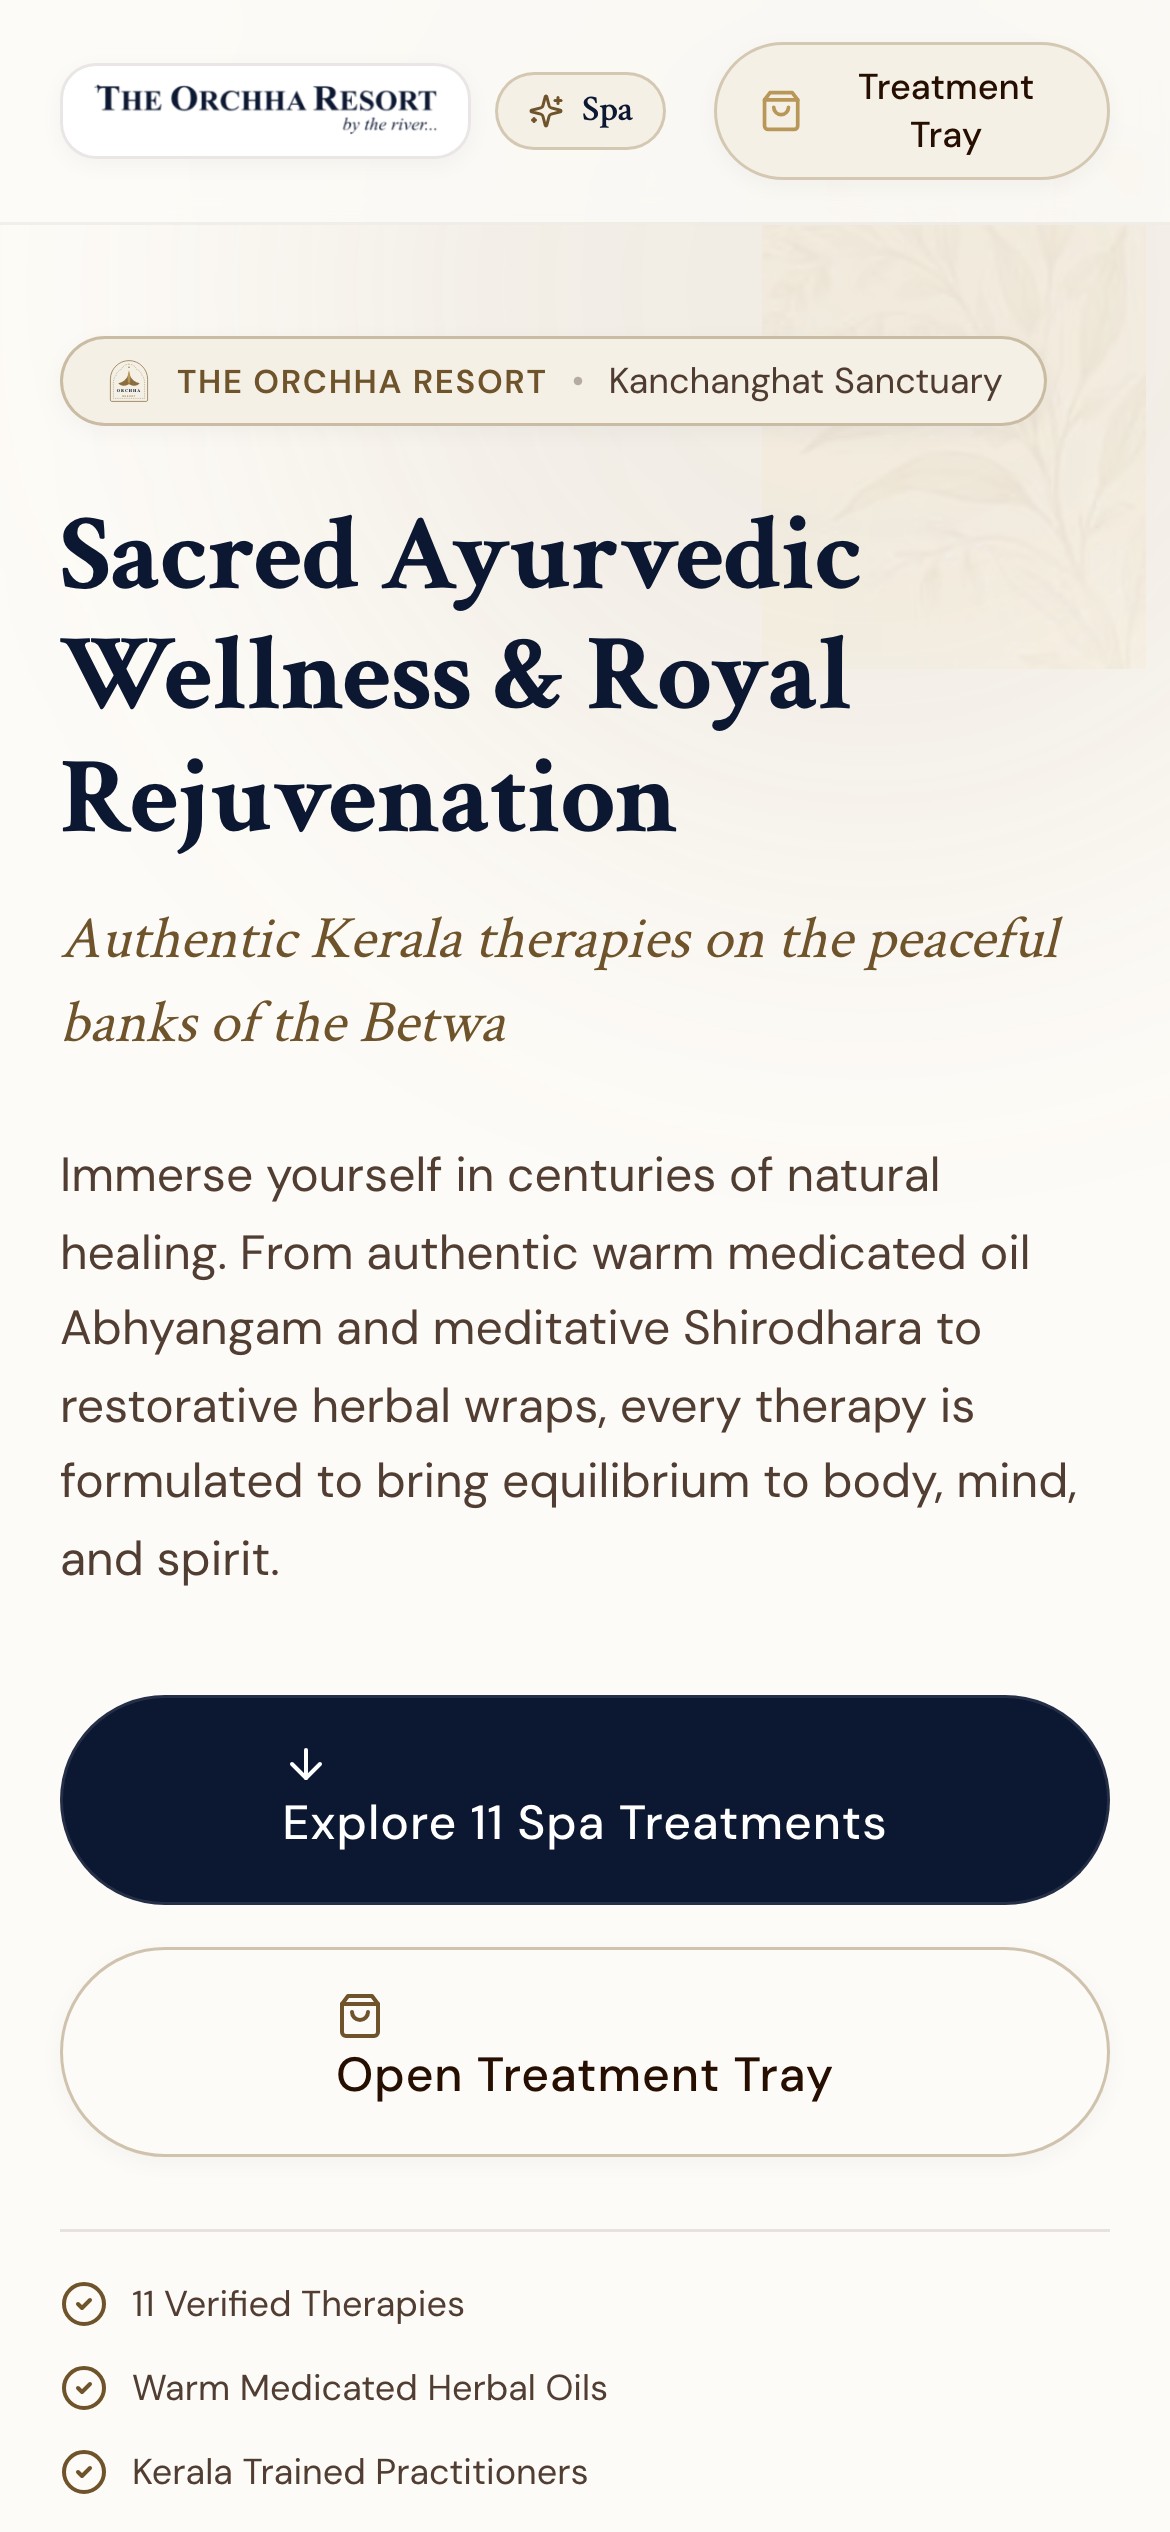 THE ORCHHA RESORT
by the river...
Spa
Treatment
Tray
THE ORCHHA RESORT • Kanchanghat Sanctuary
Sacred Ayurvedic
Wellness & Royal
Rejuvenation
Authentic Kerala therapies on the peaceful
banks of the Betwa
Immerse yourself in centuries of natural
healing. From authentic warm medicated oil
Abhyangam and meditative Shirodhara to
restorative herbal wraps, every therapy is
formulated to bring equilibrium to body, mind,
and spirit.
Explore 11 Spa Treatments
Open Treatment Tray
11 Verified Therapies
Warm Medicated Herbal Oils
Kerala Trained Practitioners